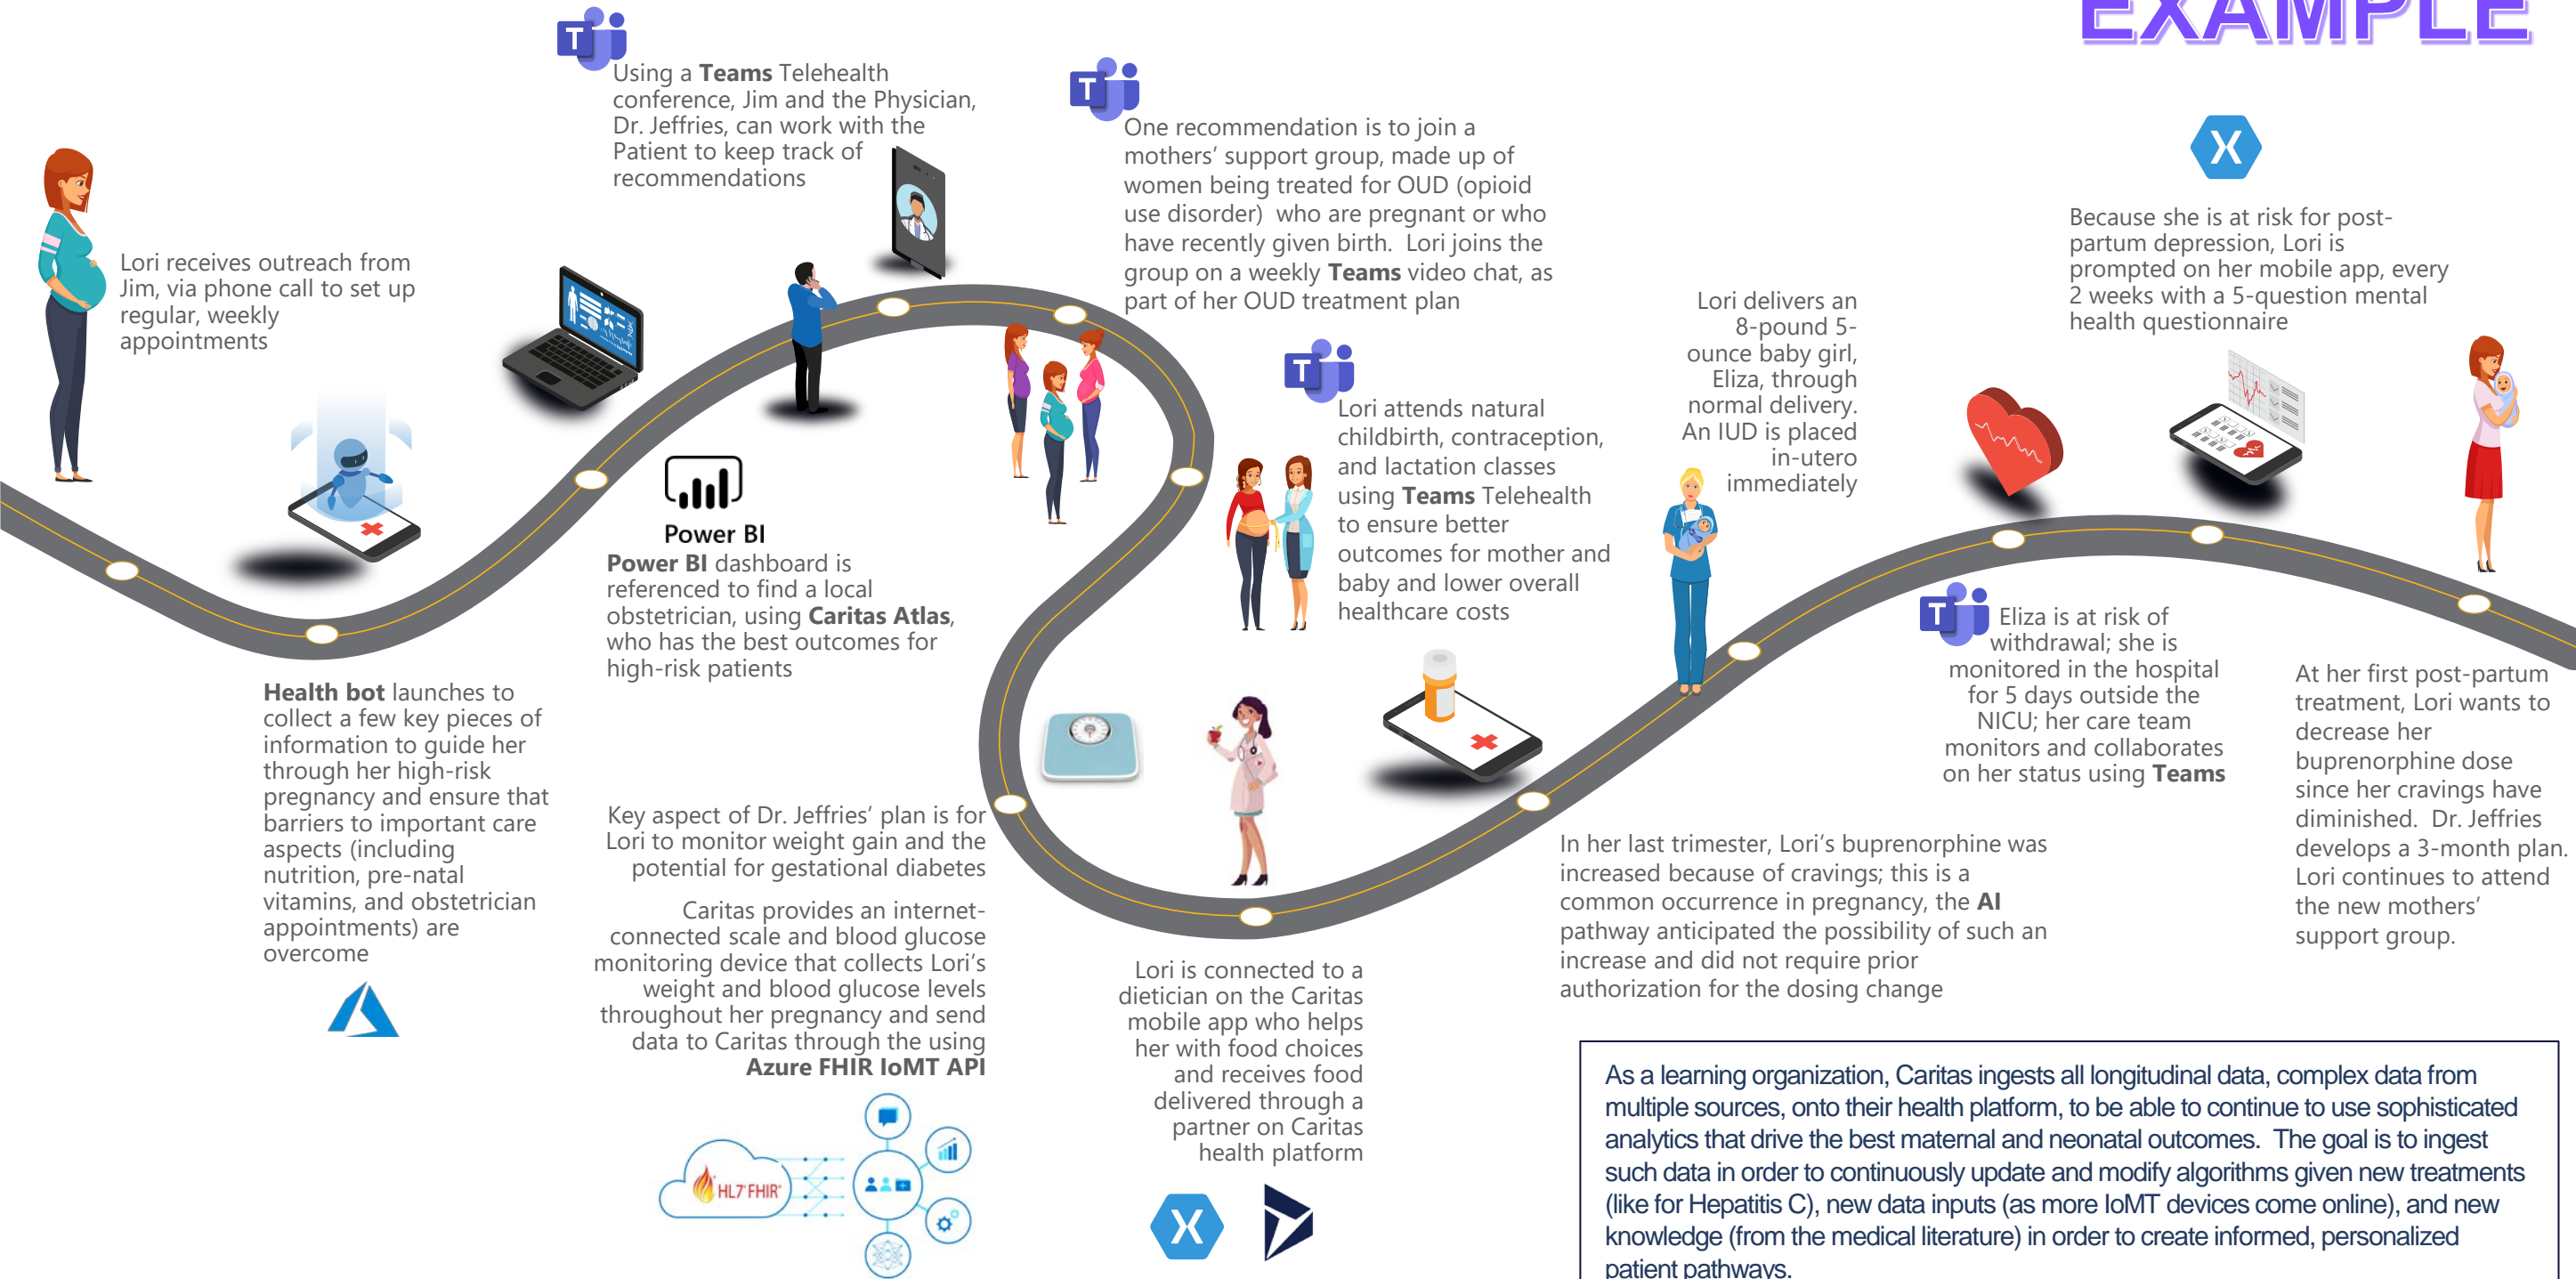 EXAMPLE
Lori receives outreach from
Jim, via phone call to set up
regular, weekly
appointments
Health bot launches to
collect a few key pieces of
information to guide her
through her high-risk
pregnancy and ensure that
barriers to important care
aspects (including
nutrition, pre-natal
vitamins, and obstetrician
appointments) are
overcome
Power BI
Power BI dashboard is
referenced to find a local
obstetrician, using Caritas Atlas,
who has the best outcomes for
high-risk patients
T
Using a Teams Telehealth
conference, Jim and the Physician,
Dr. Jeffries, can work with the
Patient to keep track of
recommendations
T
One recommendation is to join a
mothers' support group, made up of
women being treated for OUD (opioid
use disorder)  who are pregnant or who
have recently given birth.  Lori joins the
group on a weekly Teams video chat, as
part of her OUD treatment plan
T
Lori attends natural
childbirth, contraception,
and lactation classes
using Teams Telehealth
to ensure better
outcomes for mother and
baby and lower overall
healthcare costs
Key aspect of Dr. Jeffries' plan is for
Lori to monitor weight gain and the
potential for gestational diabetes
Caritas provides an internet-
connected scale and blood glucose
monitoring device that collects Lori's
weight and blood glucose levels
throughout her pregnancy and send
data to Caritas through the using
Azure FHIR IoMT API
HL7 FHIR
Lori is connected to a
dietician on the Caritas
mobile app who helps
her with food choices
and receives food
delivered through a
partner on Caritas
health platform
X
In her last trimester, Lori's buprenorphine was
increased because of cravings; this is a
common occurrence in pregnancy, the AI
pathway anticipated the possibility of such an
increase and did not require prior
authorization for the dosing change
Lori delivers an
8-pound 5-
ounce baby girl,
Eliza, through
normal delivery.
An IUD is placed
in-utero
immediately
T
Eliza is at risk of
withdrawal; she is
monitored in the hospital
for 5 days outside the
NICU; her care team
monitors and collaborates
on her status using Teams
X
Because she is at risk for post-
partum depression, Lori is
prompted on her mobile app, every
2 weeks with a 5-question mental
health questionnaire
At her first post-partum
treatment, Lori wants to
decrease her
buprenorphine dose
since her cravings have
diminished.  Dr. Jeffries
develops a 3-month plan.
Lori continues to attend
the new mothers'
support group.
As a learning organization, Caritas ingests all longitudinal data, complex data from
multiple sources, onto their health platform, to be able to continue to use sophisticated
analytics that drive the best maternal and neonatal outcomes.  The goal is to ingest
such data in order to continuously update and modify algorithms given new treatments
(like for Hepatitis C), new data inputs (as more IoMT devices come online), and new
knowledge (from the medical literature) in order to create informed, personalized
patient pathways.